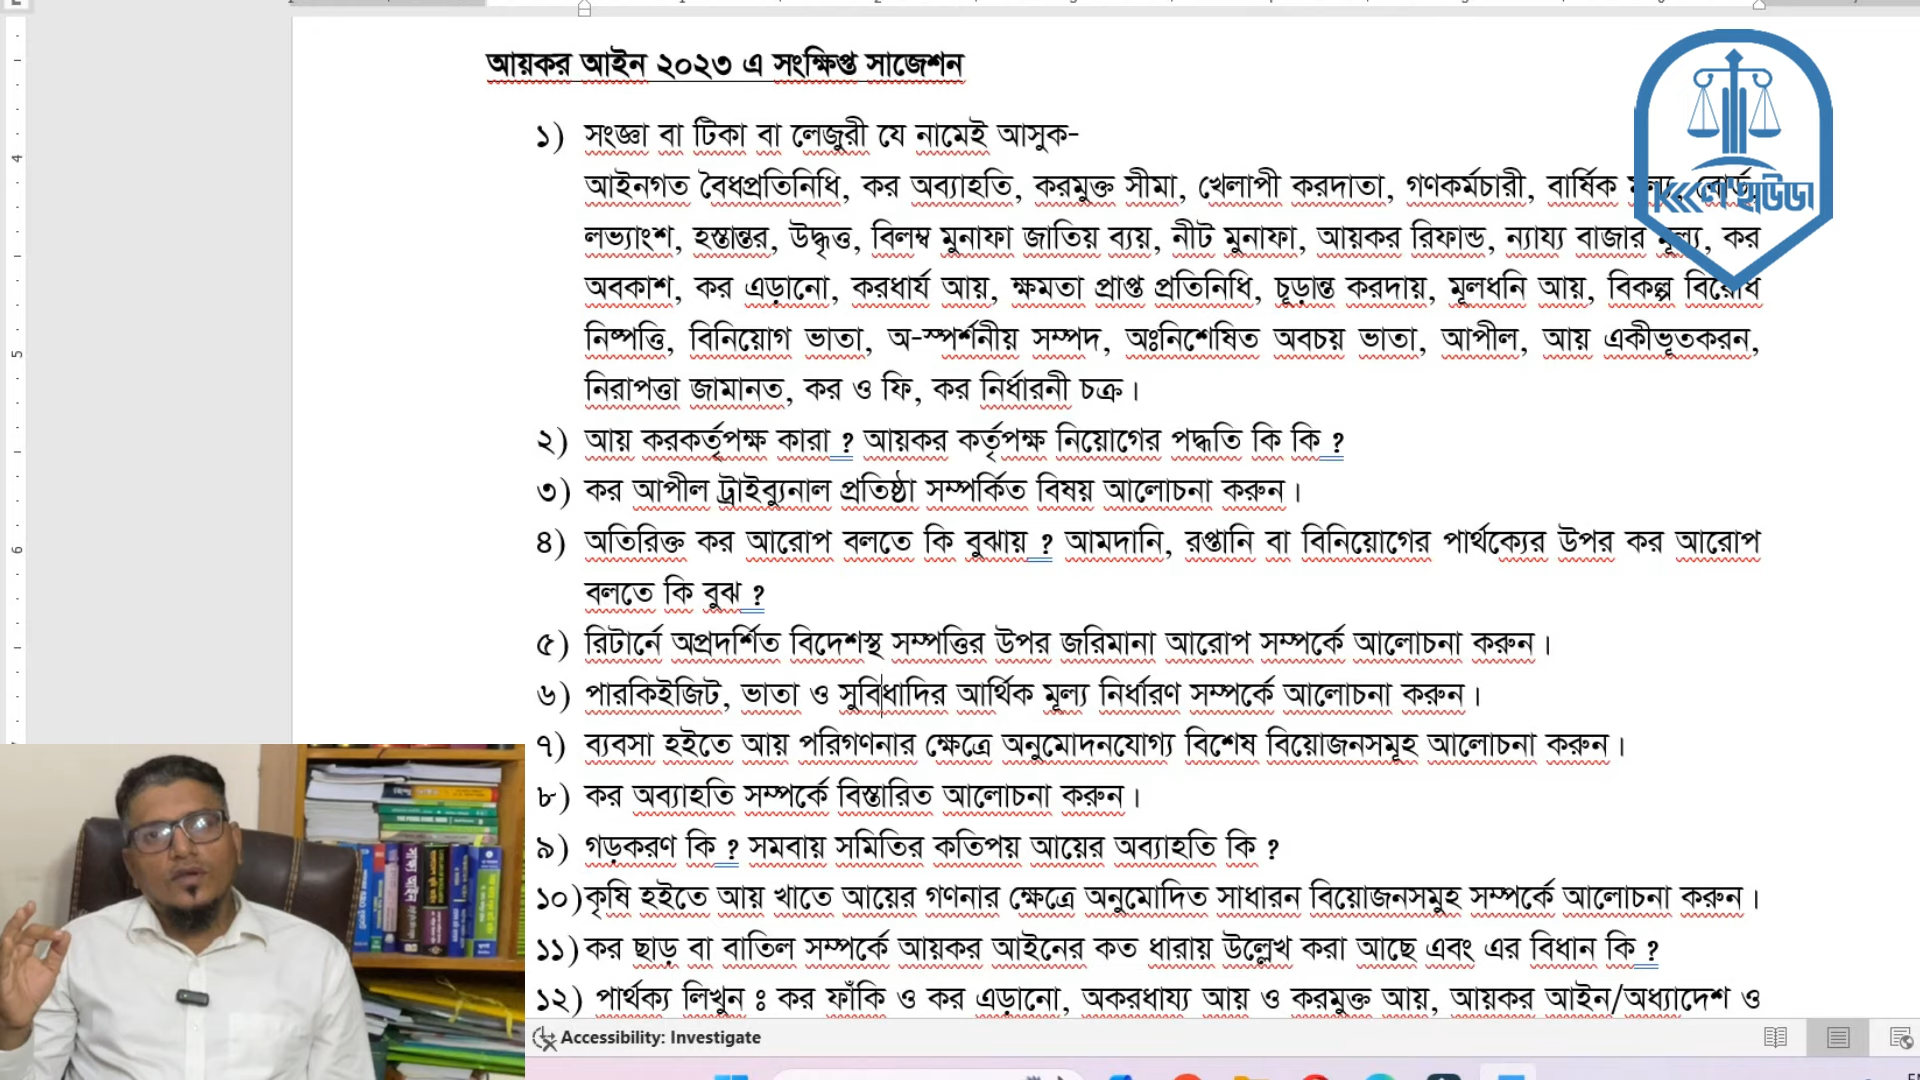 আয়কর আইন ২০২৩ এ সংক্ষিপ্ত সাজেশন
১) সংজ্ঞা বা টিকা বা লেজুরী যে নামেই আসুক-
আইনগত বৈধপ্রতিনিধি, কর অব্যাহতি, করমুক্ত সীমা, খেলাপী করদাতা, গণকর্মচারী, বার্ষিক মূল্য, বোর্ড,
লভ্যাংশ, হস্তান্তর, উদ্ধৃত্ত, বিলম্ব মুনাফা জাতিয় ব্যয়, নীট মুনাফা, আয়কর রিফান্ড, ন্যায্য বাজার মূল্য, কর
অবকাশ, কর এড়ানো, করধার্য আয়, ক্ষমতা প্রাপ্ত প্রতিনিধি, চূড়ান্ত করদায়, মূলধনি আয়, বিকল্প বিরোধ
নিষ্পত্তি, বিনিয়োগ ভাতা, অ-স্পর্শনীয় সম্পদ, অঃনিশেষিত অবচয় ভাতা, আপীল, আয় একীভূতকরন,
নিরাপত্তা জামানত, কর ও ফি, কর নির্ধারনী চক্র।
২) আয় করকর্তৃপক্ষ কারা ? আয়কর কর্তৃপক্ষ নিয়োগের পদ্ধতি কি কি ?
৩) কর আপীল ট্রাইব্যুনাল প্রতিষ্ঠা সম্পর্কিত বিষয় আলোচনা করুন।
৪) অতিরিক্ত কর আরোপ বলতে কি বুঝায় ? আমদানি, রপ্তানি বা বিনিয়োগের পার্থক্যের উপর কর আরোপ
বলতে কি বুঝ ?
৫) রিটার্নে অপ্রদর্শিত বিদেশস্থ সম্পত্তির উপর জরিমানা আরোপ সম্পর্কে আলোচনা করুন।
৬) পারকিইজিট, ভাতা ও সুবিধাদির আর্থিক মূল্য নির্ধারণ সম্পর্কে আলোচনা করুন।
৭) ব্যবসা হইতে আয় পরিগণনার ক্ষেত্রে অনুমোদনযোগ্য বিশেষ বিয়োজনসমূহ আলোচনা করুন।
৮) কর অব্যাহতি সম্পর্কে বিস্তারিত আলোচনা করুন।
৯) গড়করণ কি ? সমবায় সমিতির কতিপয় আয়ের অব্যাহতি কি ?
১০) কৃষি হইতে আয় খাতে আয়ের গণনার ক্ষেত্রে অনুমোদিত সাধারন বিয়োজনসমুহ সম্পর্কে আলোচনা করুন।
১১) কর ছাড় বা বাতিল সম্পর্কে আয়কর আইনের কত ধারায় উল্লেখ করা আছে এবং এর বিধান কি ?
১২) পার্থক্য লিখুন ঃ কর ফাঁকি ও কর এড়ানো, অকরধায্য আয় ও করমুক্ত আয়, আয়কর আইন/অধ্যাদেশ ও
Accessibility: Investigate